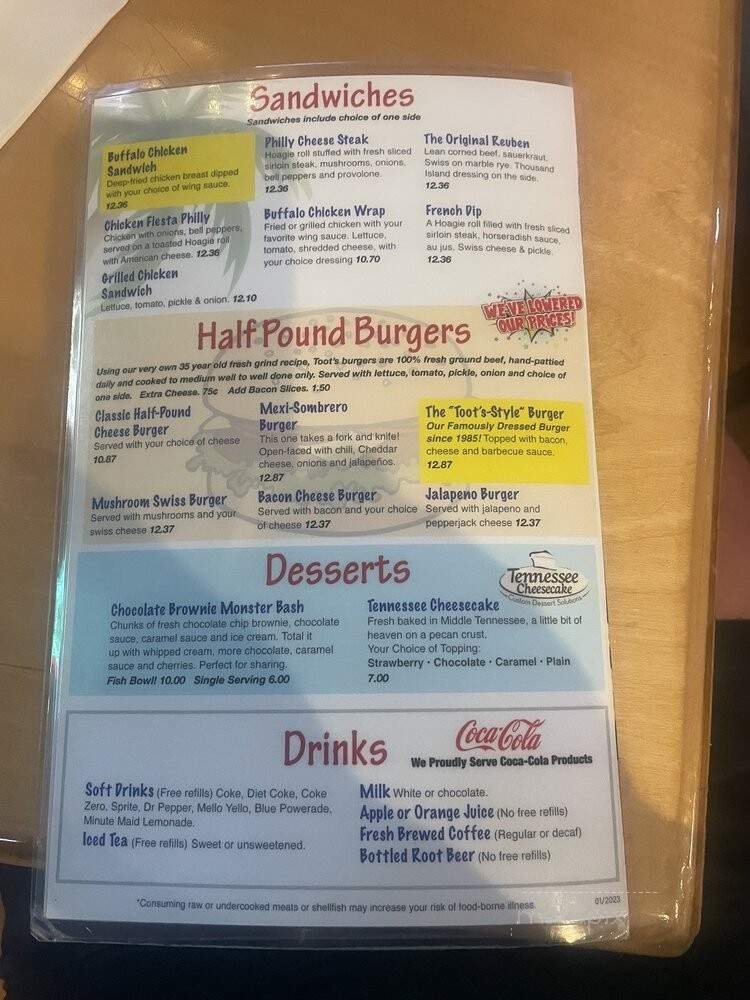 Sandwiches
Sandwiches include choice of one side
Buffalo Chicken
Sandwich
Deep-fried chicken breast dipped
with your choice of wing sauce.
12.36
Philly Cheese Steak
Hoagie roll stuffed with fresh sliced
sirloin steak, mushrooms, onions,
bell peppers and provolone.
12.36
The Original Reuben
Lean corned beef, sauerkraut,
Swiss on marble rye. Thousand
Island dressing on the side.
12.36
Chicken Fiesta Philly
Chicken with onions, bell peppers,
served on a toasted Hoagie roll
with American cheese. 12.36
Buffalo Chicken Wrap
Fried or grilled chicken with your
favorite wing sauce. Lettuce,
tomato, shredded cheese, with
your choice dressing 10.70
French Dip
A Hoagie roll filled with fresh sliced
sirloin steak, horseradish sauce,
au jus, Swiss cheese & pickle.
12.36
Grilled Chicken
Sandwich
Lettuce, tomato, pickle & onion. 12.10
WE'VE LOWERED
OUR PRICES!
Half Pound Burgers
Using our very own 35 year old fresh grind recipe, Toot's burgers are 100% fresh ground beef, hand-pattied
daily and cooked to medium well to well done only. Served with lettuce, tomato, pickle, onion and choice of
one side. Extra Cheese. 75¢ Add Bacon Slices. 1.50
Classic Half-Pound
Cheese Burger
Served with your choice of cheese
10.87
Mexi-Sombrero
Burger
This one takes a fork and knife!
Open-faced with chili, Cheddar
cheese, onions and jalapeños.
12.87
The "Toot's-Style" Burger
Our Famously Dressed Burger
since 1985! Topped with bacon,
cheese and barbecue sauce.
12.87
Mushroom Swiss Burger
Served with mushrooms and your
swiss cheese 12.37
Bacon Cheese Burger
Served with bacon and your choice
of cheese 12.37
Jalapeno Burger
Served with jalapeno and
pepperjack cheese 12.37
Desserts
Tennessee
Cheesecake
Custom Dessert Solutions
Chocolate Brownie Monster Bash
Chunks of fresh chocolate chip brownie, chocolate
sauce, caramel sauce and ice cream. Total it
up with whipped cream, more chocolate, caramel
sauce and cherries. Perfect for sharing.
Fish Bowl! 10.00 Single Serving 6.00
Tennessee Cheesecake
Fresh baked in Middle Tennessee, a little bit of
heaven on a pecan crust.
Your Choice of Topping:
Strawberry • Chocolate • Caramel • Plain
7.00
Drinks
Coca-Cola
We Proudly Serve Coca-Cola Products
Soft Drinks (Free refills) Coke, Diet Coke, Coke
Zero, Sprite, Dr Pepper, Mello Yello, Blue Powerade,
Minute Maid Lemonade.
Iced Tea (Free refills) Sweet or unsweetened.
Milk White or chocolate.
Apple or Orange Juice (No free refills)
Fresh Brewed Coffee (Regular or decaf)
Bottled Root Beer (No free refills)
*Consuming raw or undercooked meats or shellfish may increase your risk of food-borne illness.
01/2023